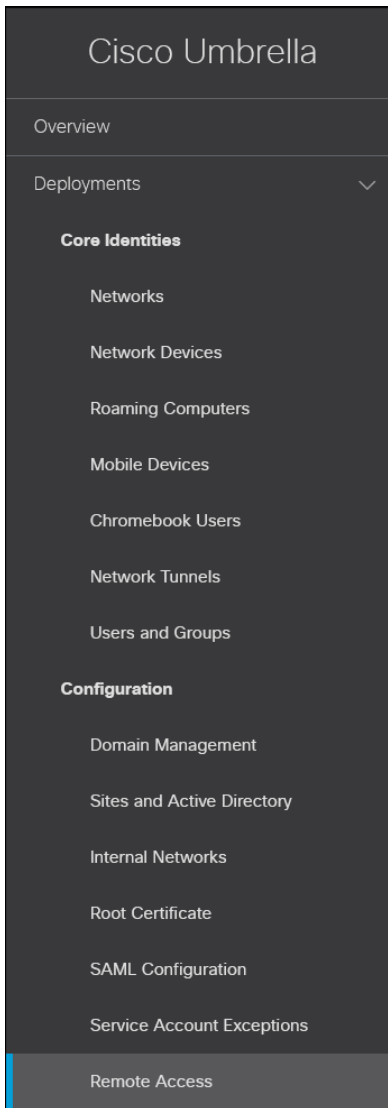 Cisco Umbrella
Overview
Deployments
Core Identities
Networks
Network Devices
Roaming Computers
Mobile Devices
Chromebook Users
Network Tunnels
Users and Groups
Configuration
Domain Management
Sites and Active Directory
Internal Networks
Root Certificate
SAML Configuration
Service Account Exceptions
Remote Access